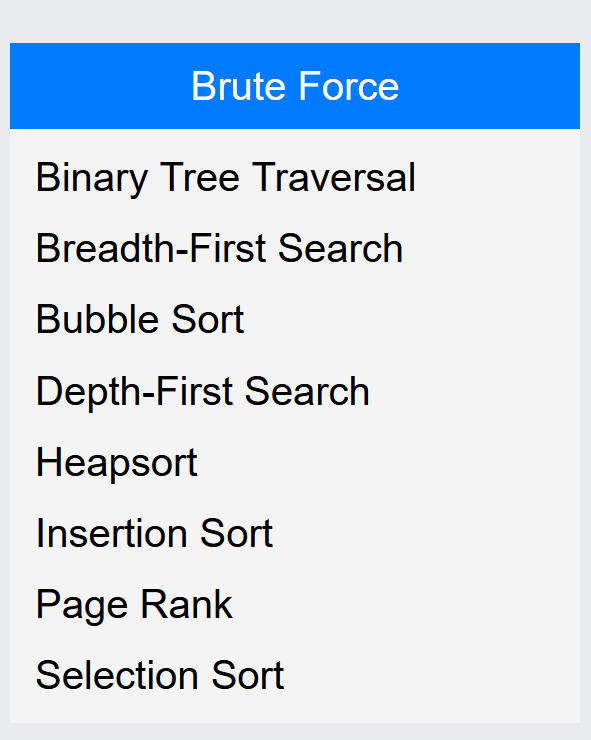 Brute Force
Binary Tree Traversal
Breadth-First Search
Bubble Sort
Depth-First Search
Heapsort
Insertion Sort
Page Rank
Selection Sort